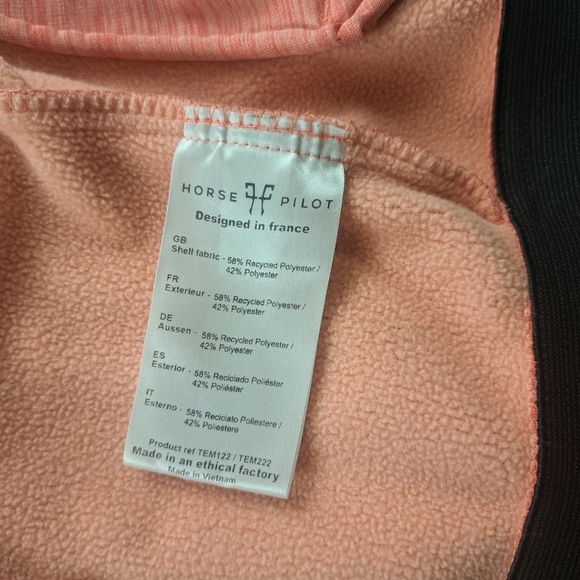 HORSE PILOT
Designed in france
GB
Shell fabric - 58% Recycled Polyester /
42% Polyester
FR
Exterieur - 58% Recycled Polyester /
42% Polyester
DE
Aussen - 58% Recycled Polyester /
42% Polyester
ES
Esterior - 58% Reciclado Poliéster
42% Poliéster
IT
Esterno - 58% Reciclato Poliestere /
42% Poliestere
Product ref TEM122 / TEM222
Made in an ethical factory
Made in Vietnam